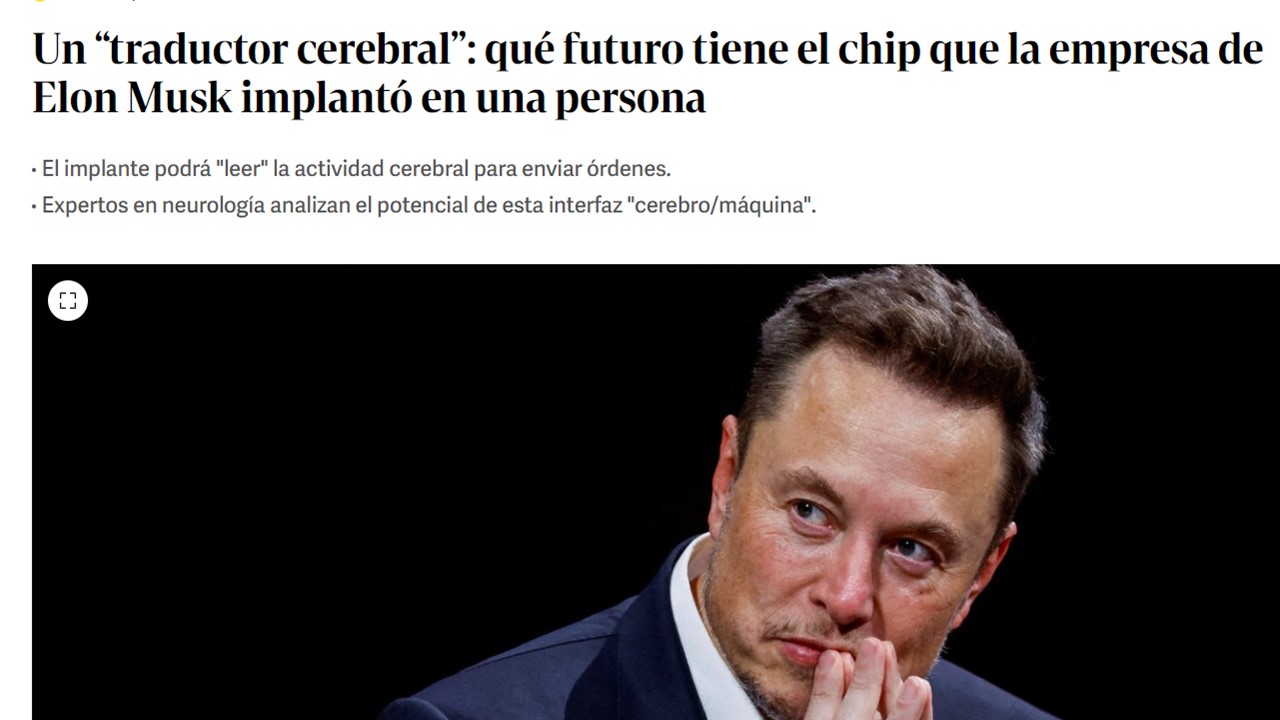 Un “traductor cerebral”: qué futuro tiene el chip que la empresa de
Elon Musk implantó en una persona
· El implante podrá "leer" la actividad cerebral para enviar órdenes.
· Expertos en neurología analizan el potencial de esta interfaz "cerebro/máquina".